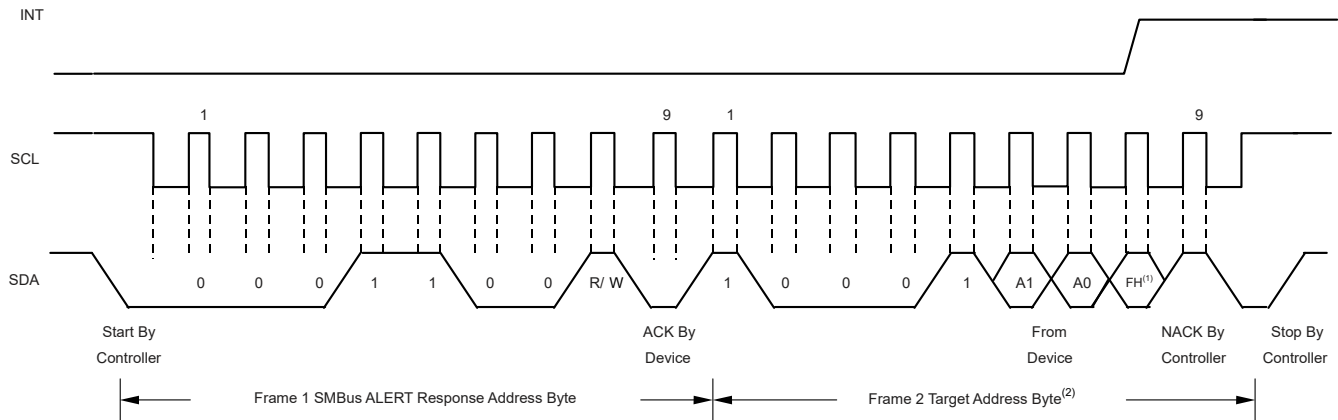 INT
1 9 1 9
SCL
SDA
0 0 0 1 1 0 0 R/ W 1 0 0 0 1 A1 A0 FH(1)
Start By
Controller
ACK By
Device
From
Device
NACK By
Controller
Stop By
Controller
Frame 1 SMBus ALERT Response Address Byte
Frame 2 Target Address Byte(2)